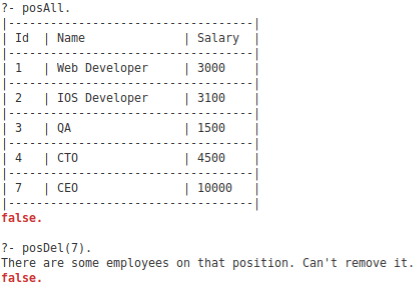 ?- posAll.
|-----------------------------------|
| Id  | Name              | Salary  |
|-----------------------------------|
| 1   | Web Developer     | 3000    |
|-----------------------------------|
| 2   | IOS Developer     | 3100    |
|-----------------------------------|
| 3   | QA                | 1500    |
|-----------------------------------|
| 4   | CTO               | 4500    |
|-----------------------------------|
| 7   | CEO               | 10000   |
|-----------------------------------|
false.

?- posDel(7).
There are some employees on that position. Can't remove it.
false.